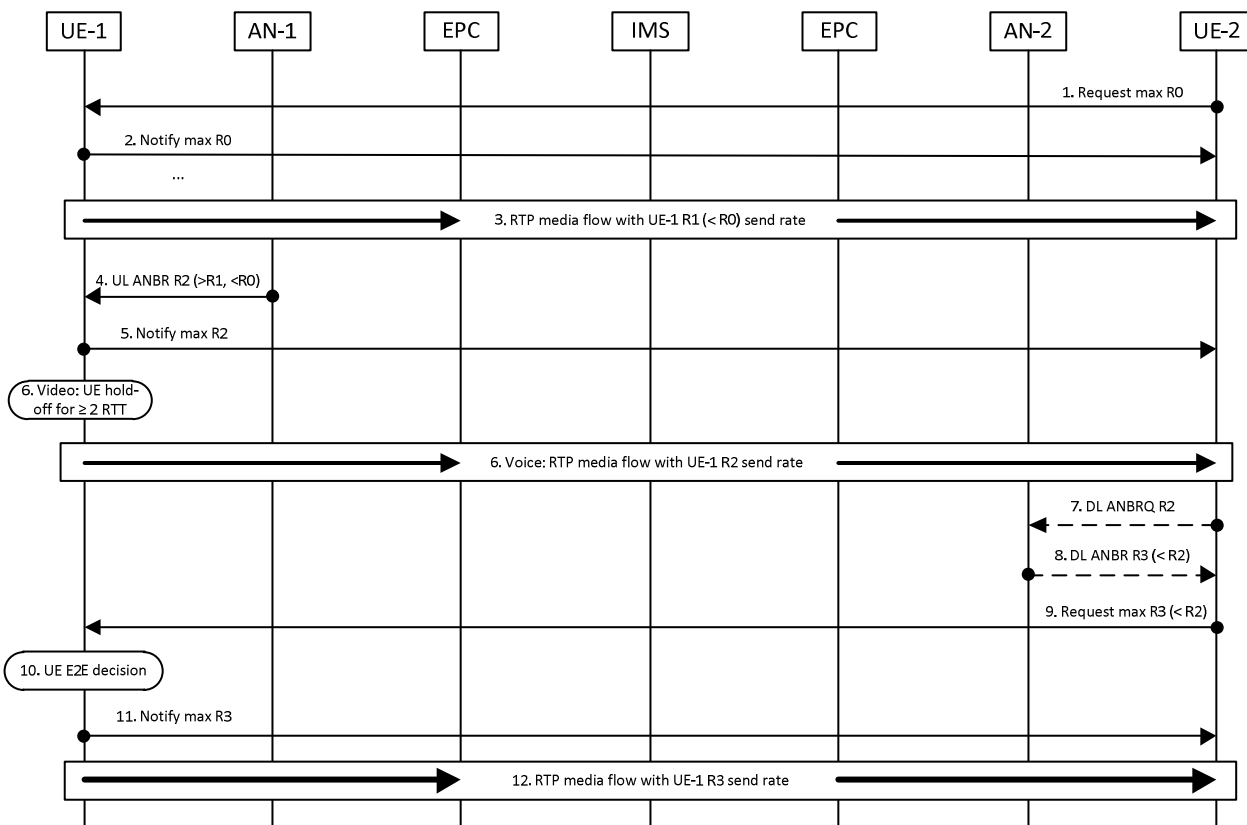 UE-1
AN-1
EPC
IMS
EPC
AN-2
UE-2
1. Request max R0
2. Notify max R0
...
3. RTP media flow with UE-1 R1 (< R0) send rate
4. UL ANBR R2 (>R1, <R0)
5. Notify max R2
6. Video: UE hold-
off for ≥ 2 RTT
6. Voice: RTP media flow with UE-1 R2 send rate
7. DL ANBRQ R2
8. DL ANBR R3 (< R2)
9. Request max R3 (< R2)
10. UE E2E decision
11. Notify max R3
12. RTP media flow with UE-1 R3 send rate